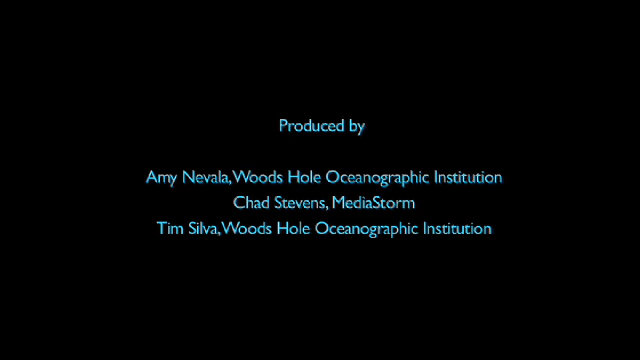 Produced by
Amy Nevala, Woods Hole Oceanographic Institution
Chad Stevens, MediaStorm
Tim Silva, Woods Hole Oceanographic Institution